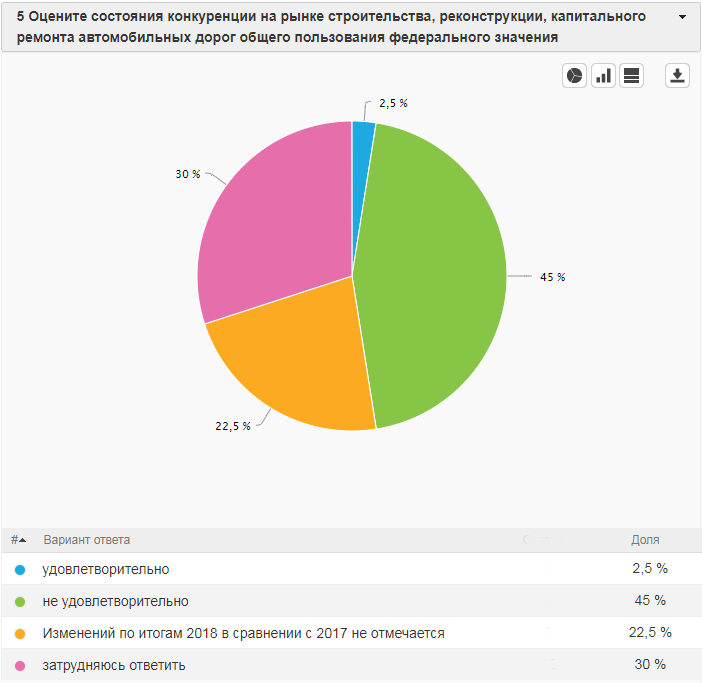 5 Оцените состояния конкуренции на рынке строительства, реконструкции, капитального
ремонта автомобильных дорог общего пользования федерального значения
2,5 %
30 %
45 %
22,5 %
# Вариант ответа Доля
удовлетворительно 2,5 %
не удовлетворительно 45 %
Изменений по итогам 2018 в сравнении с 2017 не отмечается 22,5 %
затрудняюсь ответить 30 %